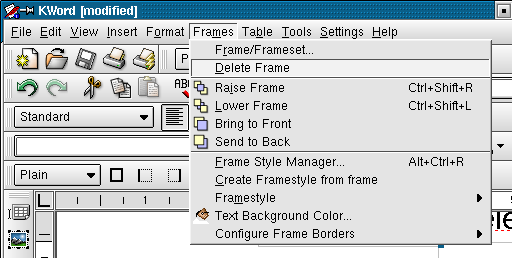 KWord [modified]
File Edit View Insert Format Frames Table Tools Settings Help
Frame/Frameset...
Delete Frame
Raise Frame Ctrl+Shift+R
Lower Frame Ctrl+Shift+L
Bring to Front
Standard
Send to Back
Frame Style Manager... Alt+Ctrl+R
Plain
Create Framestyle from frame
Framestyle
Text Background Color...
Configure Frame Borders